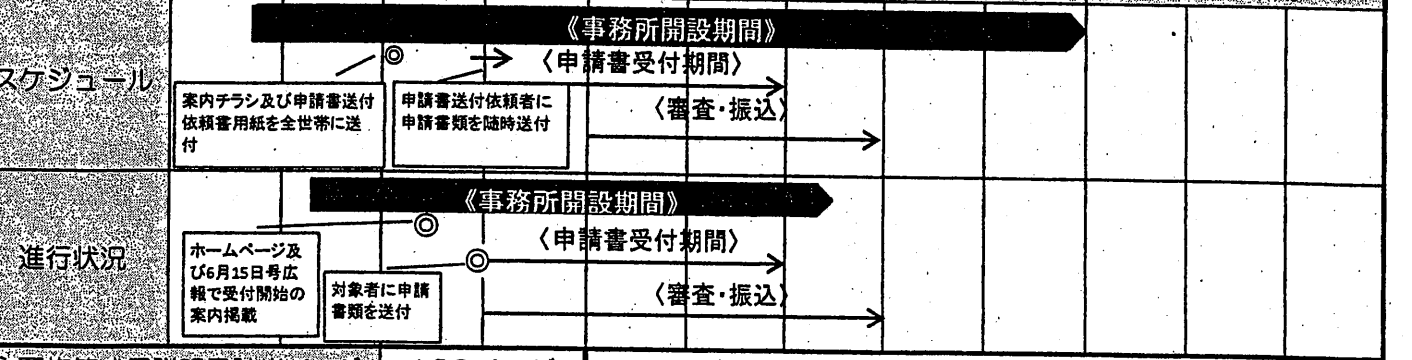 《事務所開設期間》
〈申請書受付期間〉
スケジュール
案内チラシ及び申請書送付
依頼書用紙を全世帯に送
付
申請書送付依頼者に
申請書類を随時送付
〈審査・振込〉
《事務所開設期間》
〈申請書受付期間〉
進行状況
ホームページ及
び6月15日号広
報で受付開始の
案内掲載
対象者に申請
書類を送付
〈審査・振込〉